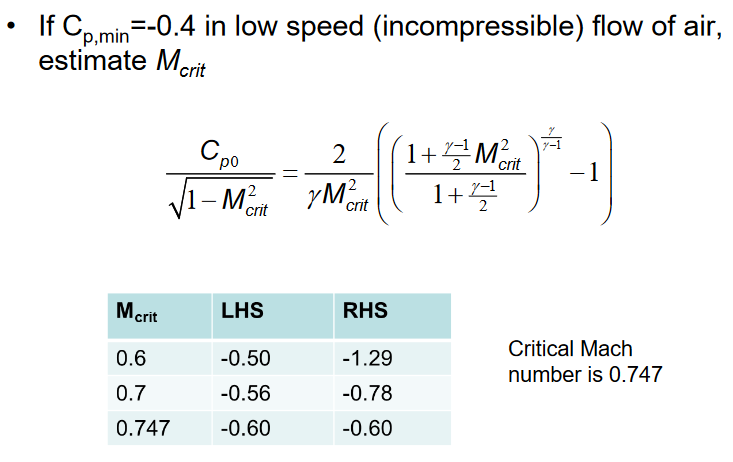 • If C_{p,min}=-0.4 in low speed (incompressible) flow of air,
estimate M_{crit}
\frac{C_{p0}}{\sqrt{1-M_{crit}^2}} = \frac{2}{\gamma M_{crit}^2}\left(\left(\frac{1+\frac{\gamma-1}{2}M_{crit}^2}{1+\frac{\gamma-1}{2}}\right)^{\frac{\gamma}{\gamma-1}}-1\right)
M_{crit} LHS RHS
0.6 -0.50 -1.29
0.7 -0.56 -0.78
0.747 -0.60 -0.60
Critical Mach
number is 0.747